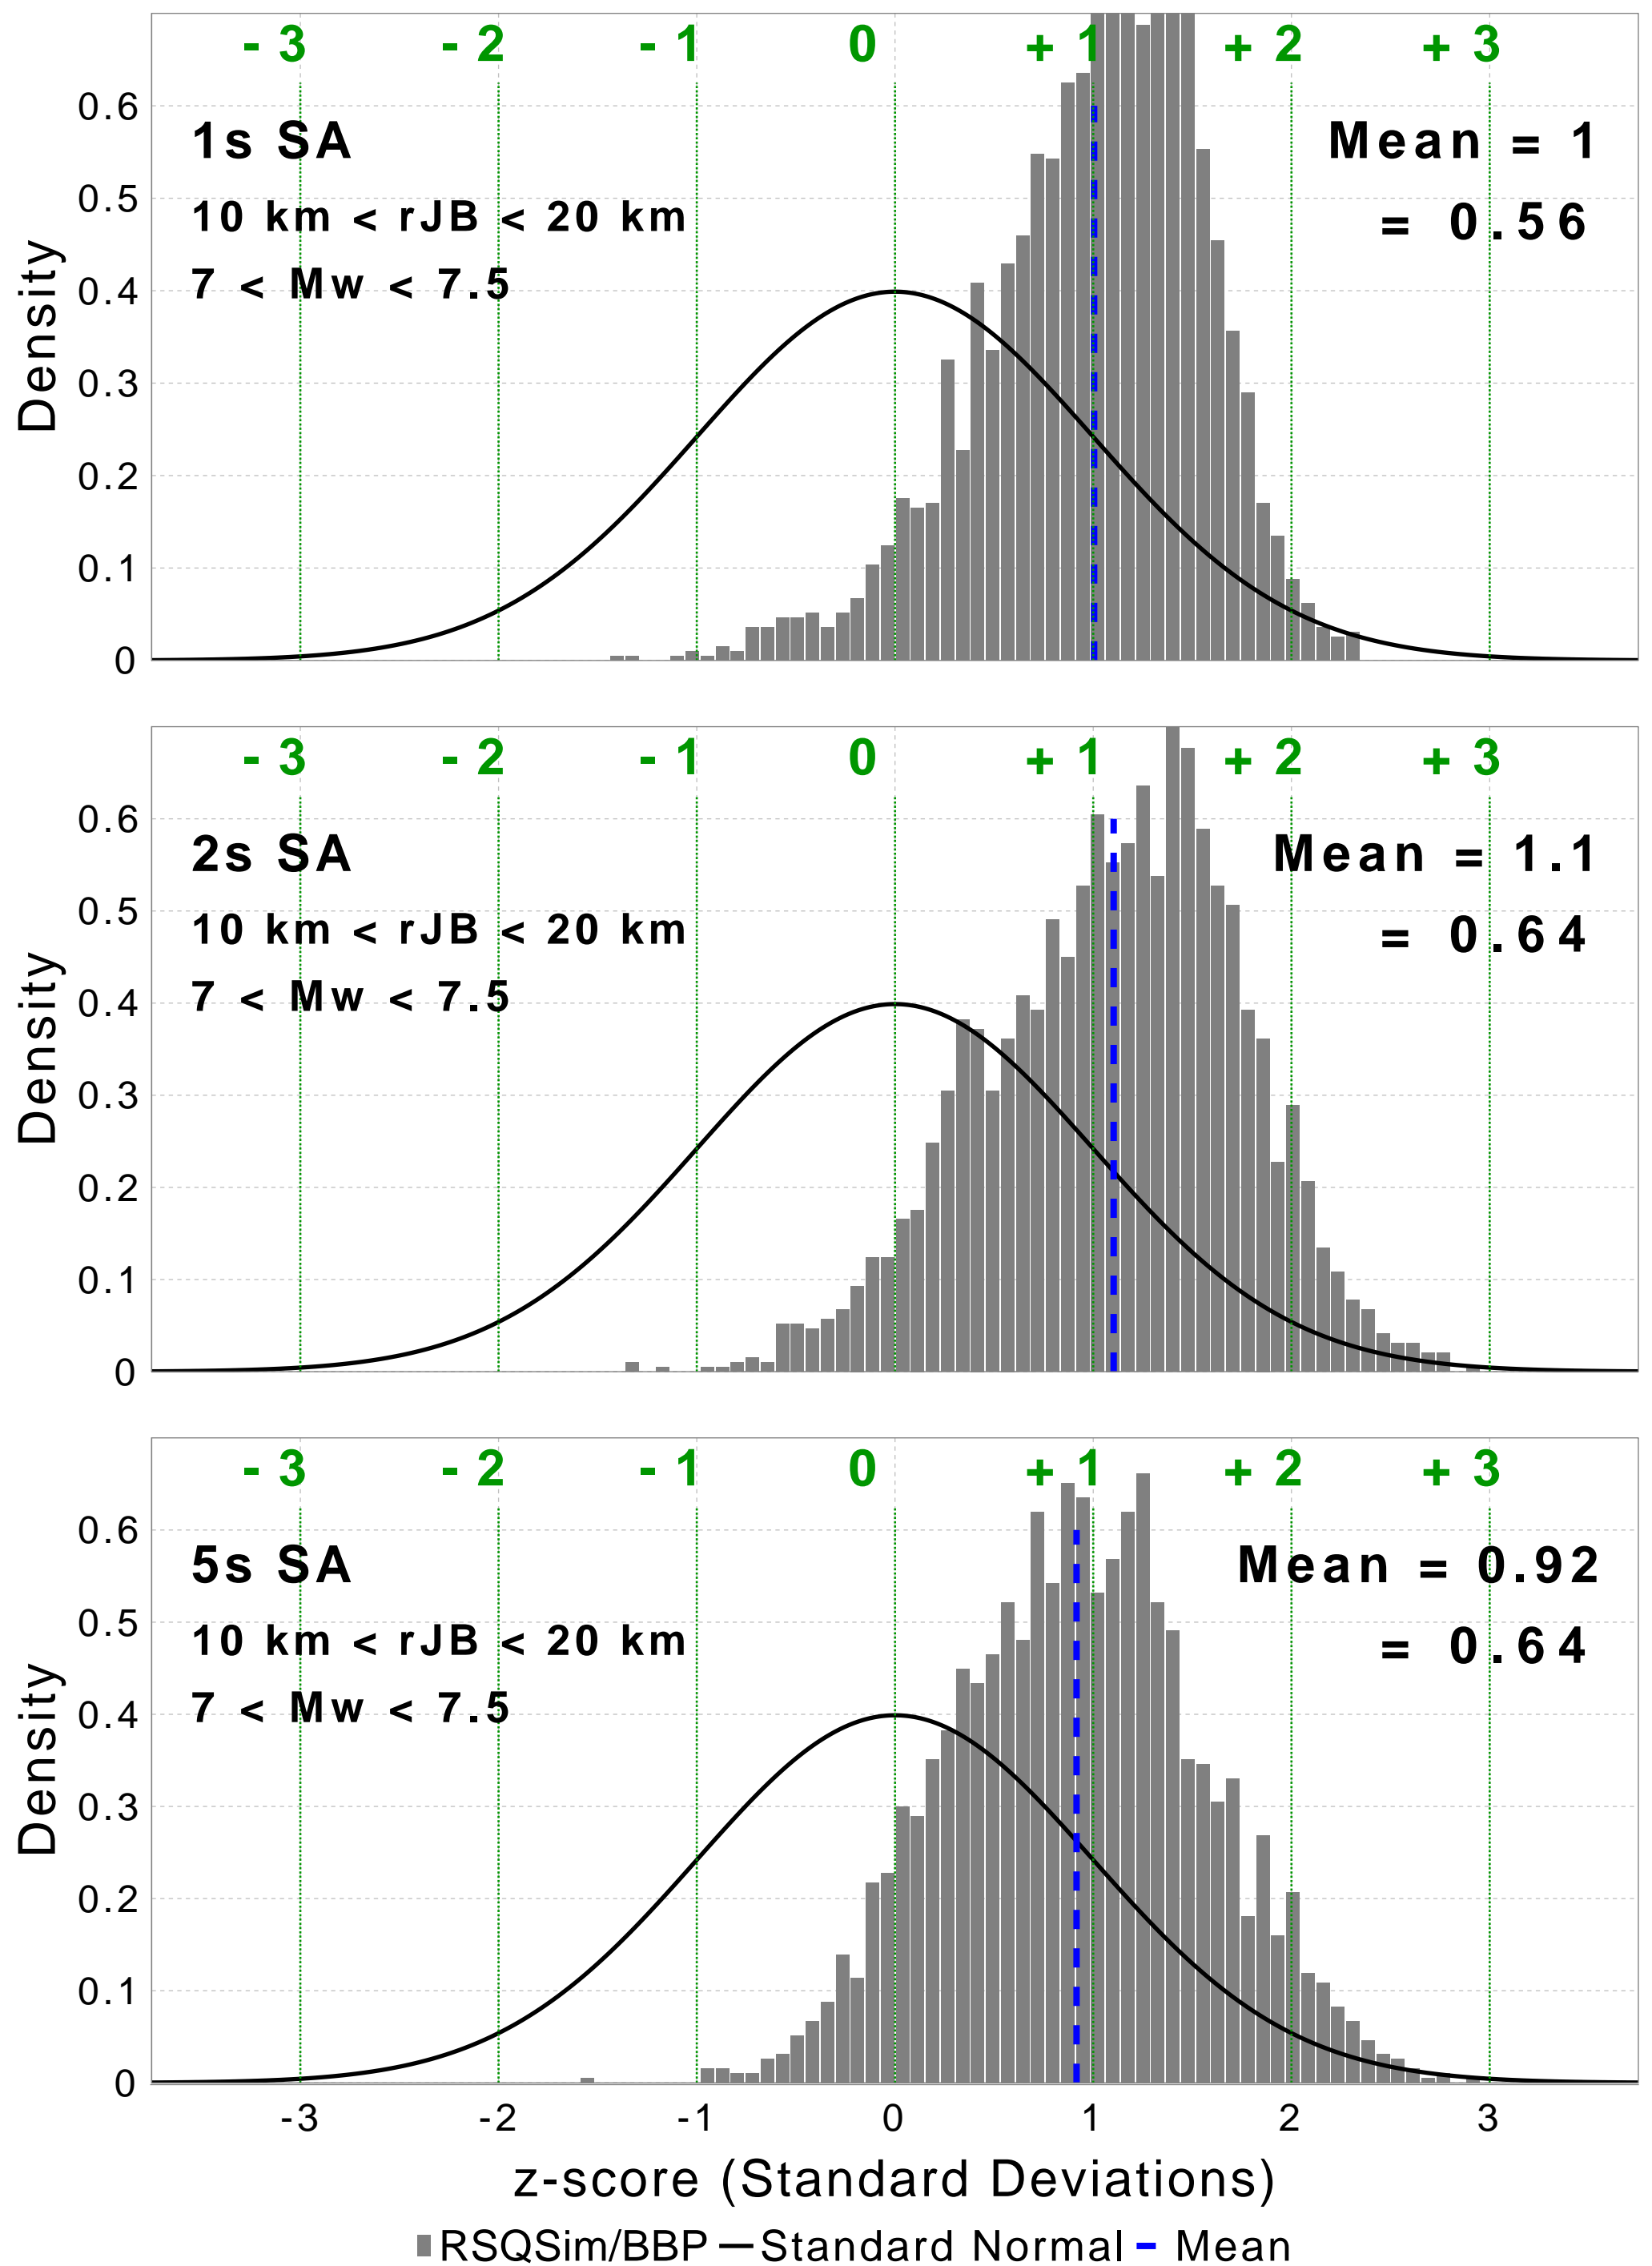 - 3 - 2 - 1 0 + 1 + 2 + 3
0.6
1s SA
Mean = 1
0.5
10 km < rJB < 20 km
= 0.56
7 < Mw < 7.5
0.4
0.3
0.2
0.1
0
Density
- 3 - 2 - 1 0 + 1 + 2 + 3
0.6
2s SA
Mean = 1.1
0.5
10 km < rJB < 20 km
= 0.64
7 < Mw < 7.5
0.4
0.3
0.2
0.1
0
Density
- 3 - 2 - 1 0 + 1 + 2 + 3
0.6
5s SA
Mean = 0.92
0.5
10 km < rJB < 20 km
= 0.64
7 < Mw < 7.5
0.4
0.3
0.2
0.1
0
Density
-3 -2 -1 0 1 2 3
z-score (Standard Deviations)
RSQSim/BBP Standard Normal Mean